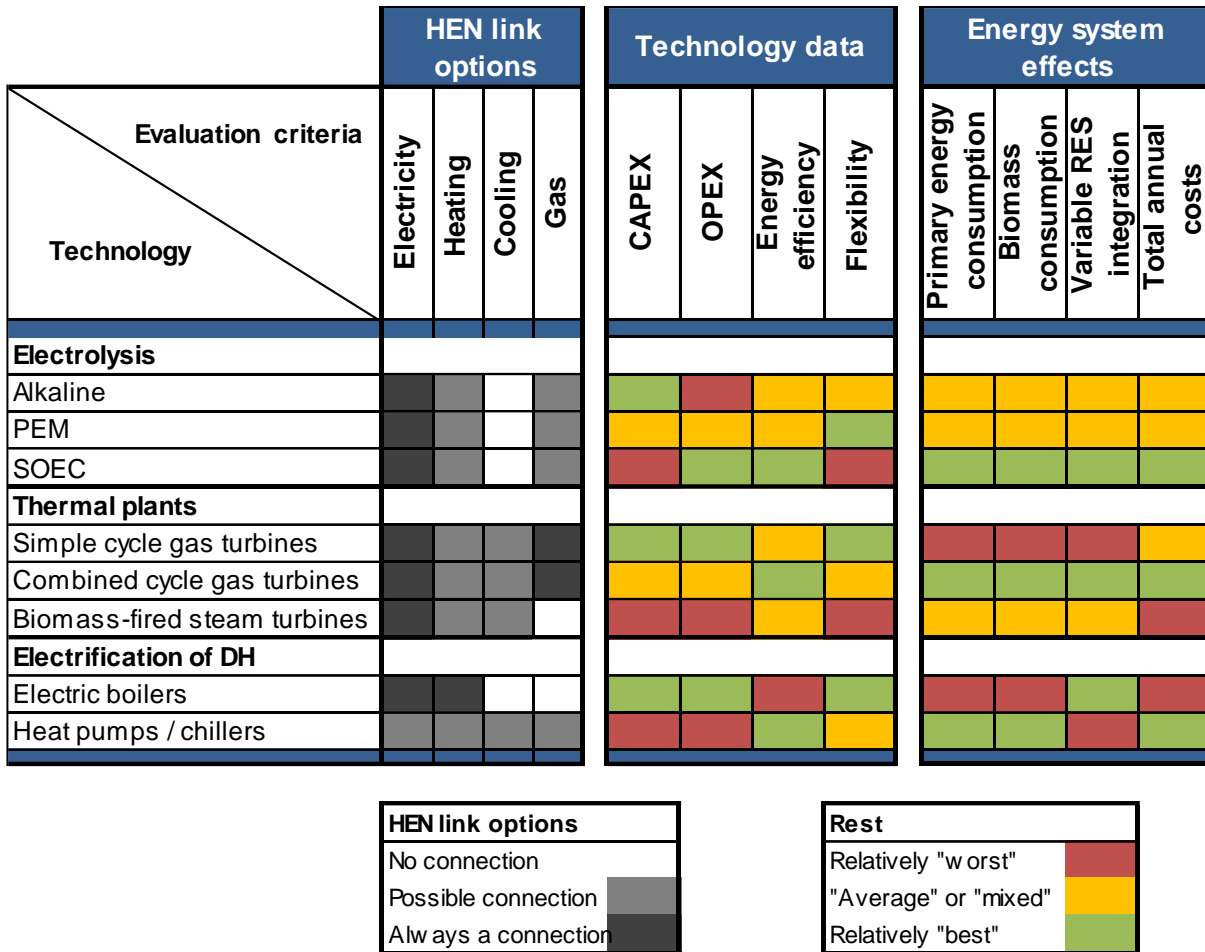 HEN link
options
Technology data
Energy system
effects
Evaluation criteria
Technology
Electricity
Heating
Cooling
Gas
CAPEX
OPEX
Energy
efficiency
Flexibility
Primary energy
consumption
Biomass
consumption
Variable RES
integration
Total annual
costs
Electrolysis
Alkaline
PEM
SOEC
Thermal plants
Simple cycle gas turbines
Combined cycle gas turbines
Biomass-fired steam turbines
Electrification of DH
Electric boilers
Heat pumps / chillers
HEN link options
No connection
Possible connection
Always a connection
Rest
Relatively "worst"
"Average" or "mixed"
Relatively "best"